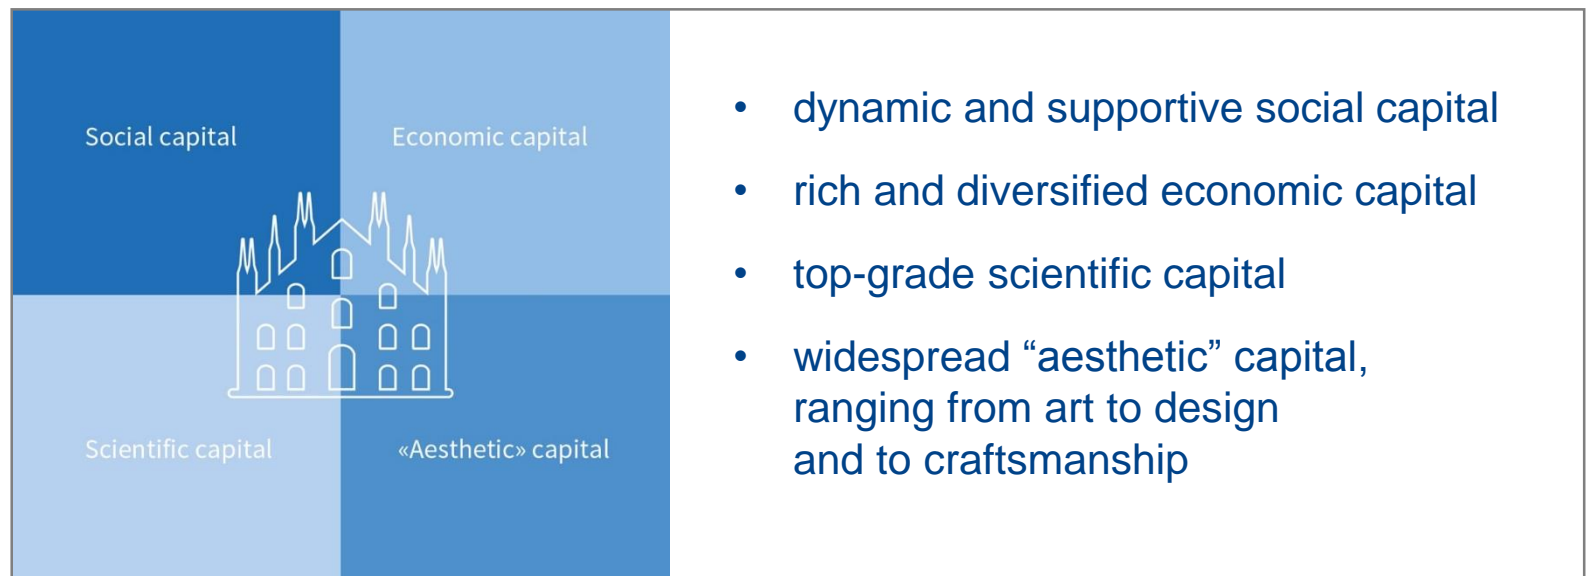 Social capital
Economic capital
Scientific capital
«Aesthetic» capital
• dynamic and supportive social capital
• rich and diversified economic capital
• top-grade scientific capital
• widespread “aesthetic” capital,
ranging from art to design
and to craftsmanship